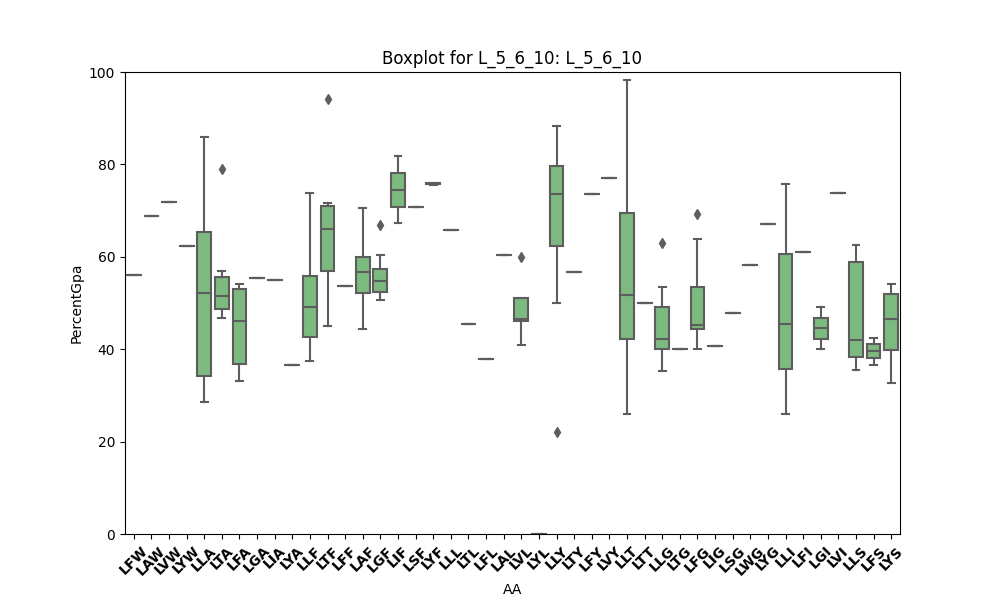 Boxplot for L_5_6_10: L_5_6_10
100
80
60
40
20
0
PercentGpa
LFW LAW LVW LYW LLA LTA LFA LGA LIA LYA LLF LTF LFF LAF LGF LIF LSF LYF LLL LTL LFL LAL LVL LYL LLY LTY LFY LVY LLT LTT LLG LTG LFG LIG LSG LWG LYG LLI LFI LGI LVI LLS LFS LYS
AA